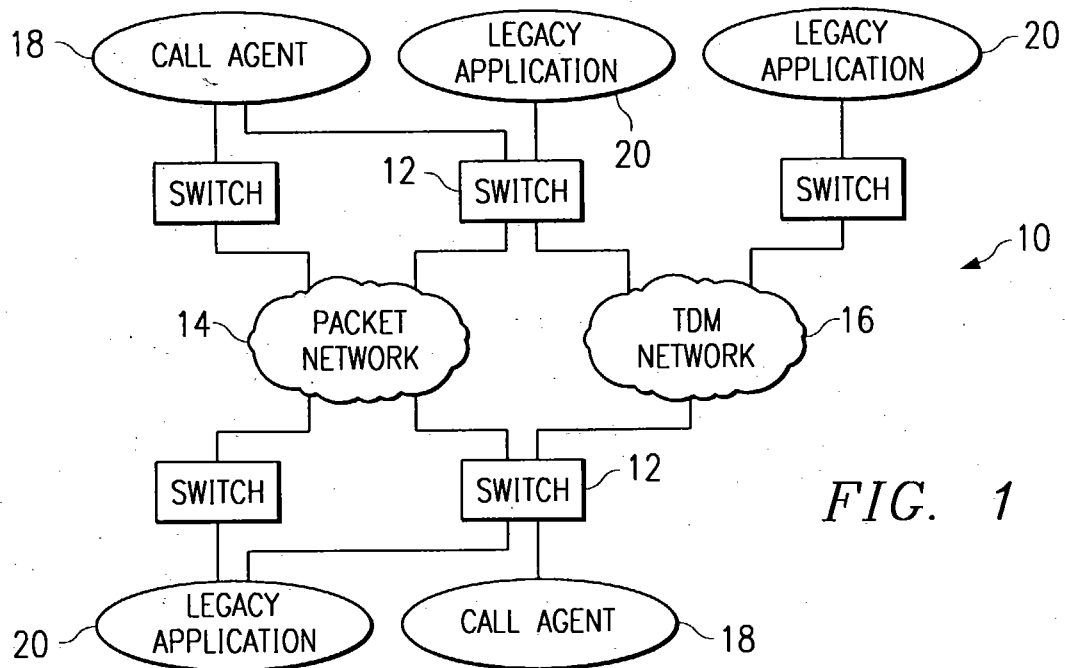 18
CALL AGENT
LEGACY
APPLICATION
20
LEGACY
APPLICATION
20
SWITCH
12
SWITCH
SWITCH
10
14
PACKET
NETWORK
TDM
NETWORK
16
SWITCH
SWITCH
12
FIG. 1
20
LEGACY
APPLICATION
CALL AGENT
18